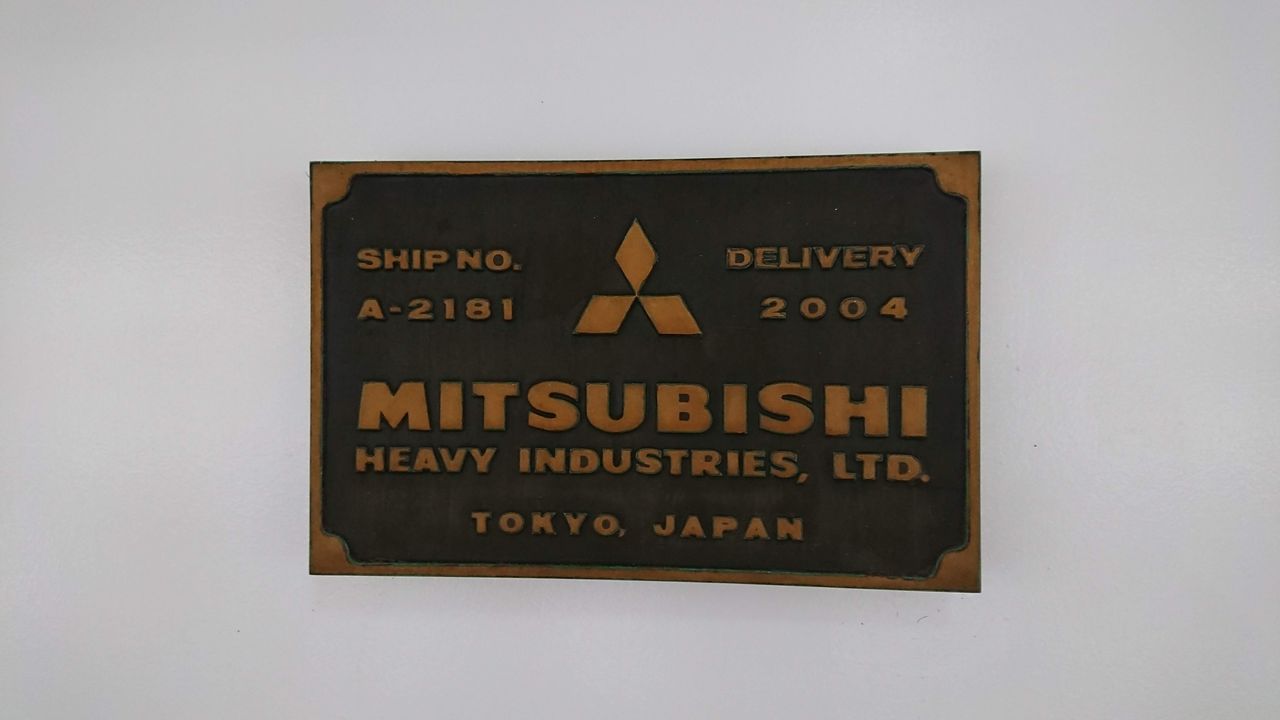 SHIP NO. DELIVERY
A-2181 2004
MITSUBISHI
HEAVY INDUSTRIES, LTD.
TOKYO, JAPAN